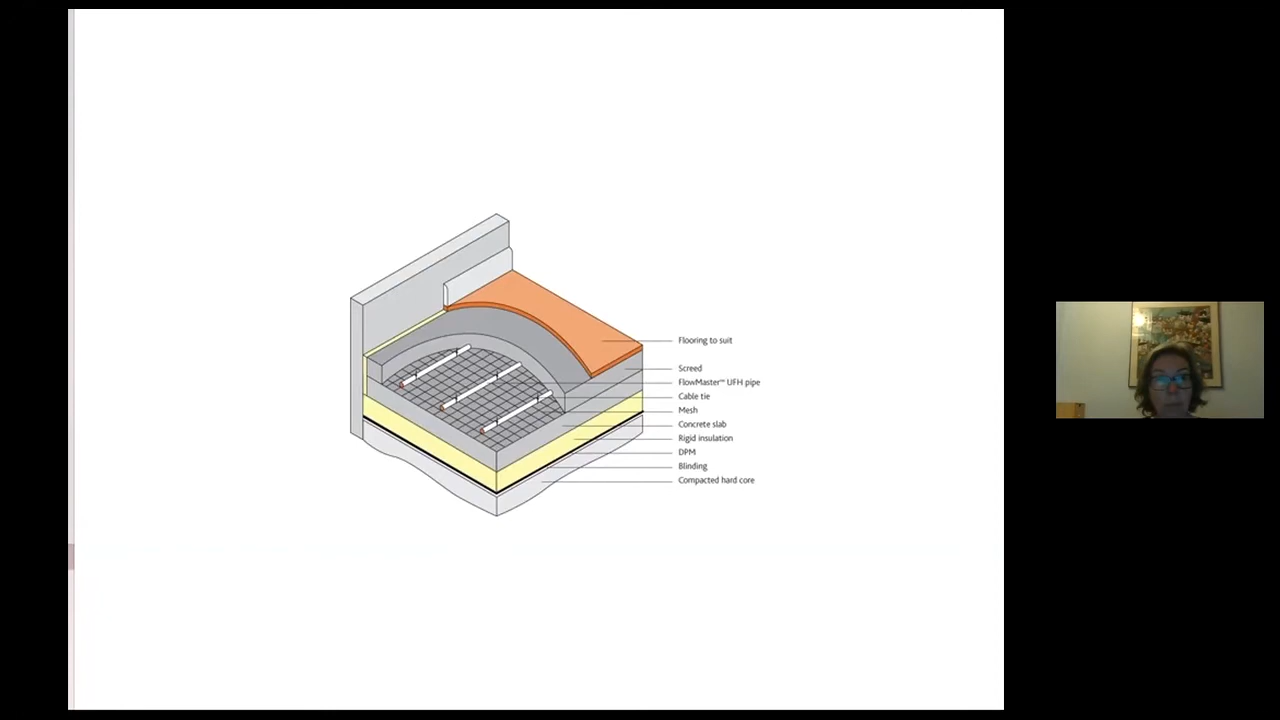 Flooring to suit
Screed
FlowMaster™ UFH pipe
Cable tie
Mesh
Concrete slab
Rigid insulation
DPM
Blinding
Compacted hard core